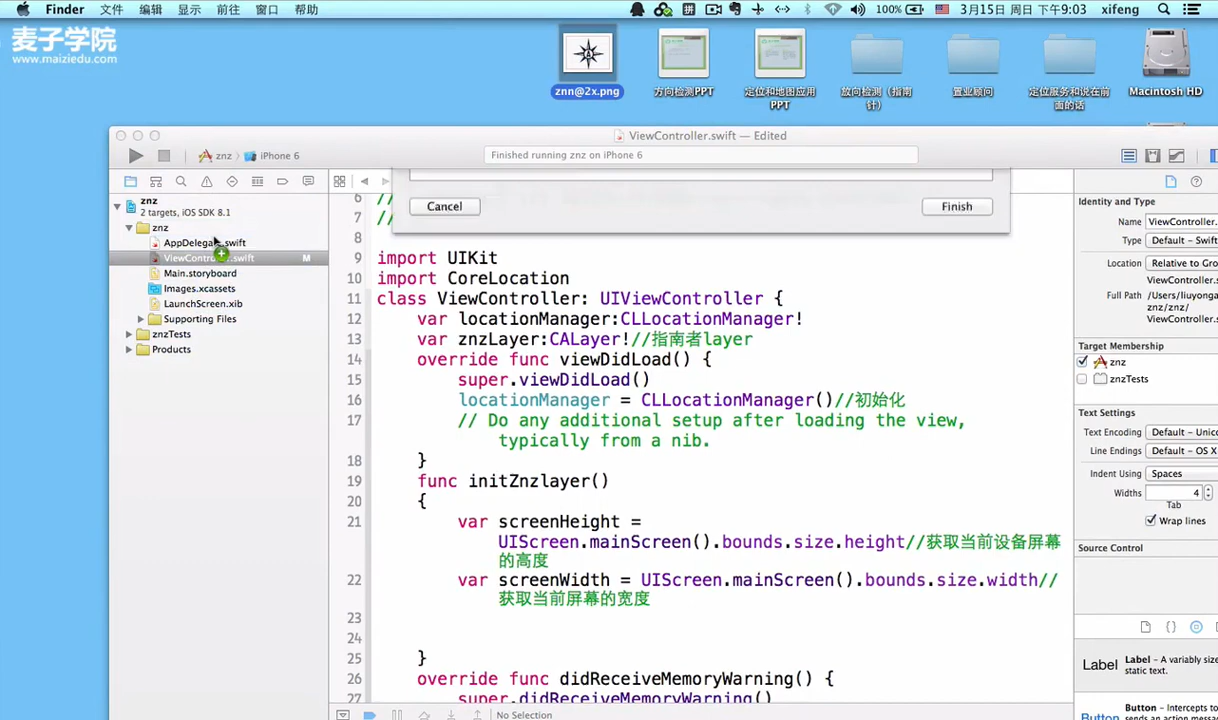 Finder 文件 编辑 显示 前往 窗口 帮助 拼 100% 3月15日 周日 下午9:03 xifeng
麦子学院
www.maiziedu.com
znn@2x.png
方向检测PPT
定位和地图应用
PPT
放向检测（指南
针）
置业顾问
定位服务和说在前
面的话
Macintosh HD
ViewController.swift — Edited
znz › iPhone 6
Finished running znz on iPhone 6
znz
2 targets, iOS SDK 8.1
znz
AppDelegate.swift
ViewController.swift M
Main.storyboard
Images.xcassets
LaunchScreen.xib
Supporting Files
znzTests
Products
Cancel
Finish
6 //
7 //
8
9 import UIKit
10 import CoreLocation
11 class ViewController: UIViewController {
12 var locationManager:CLLocationManager!
13 var znzLayer:CALayer!//指南者layer
14 override func viewDidLoad() {
15 super.viewDidLoad()
16 locationManager = CLLocationManager()//初始化
17 // Do any additional setup after loading the view,
typically from a nib.
18 }
19 func initZnzlayer()
20 {
21 var screenHeight =
UIScreen.mainScreen().bounds.size.height//获取当前设备屏幕
的高度
22 var screenWidth = UIScreen.mainScreen().bounds.size.width//
获取当前屏幕的宽度
23
24
25 }
26 override func didReceiveMemoryWarning() {
27 super.didReceiveMemoryWarning()
No Selection
Identity and Type
Name ViewController.
Type Default - Swift
Location Relative to Gro
ViewController.s
Full Path /Users/liuyonga
znz/znz/
ViewController.s
Target Membership
znz
znzTests
Text Settings
Text Encoding Default - Unico
Line Endings Default - OS X
Indent Using Spaces
Widths 4
Tab
Wrap lines
Source Control
{ }
Label Label - A variably size
static text.
Button Button - Intercepts to
sends an action messa